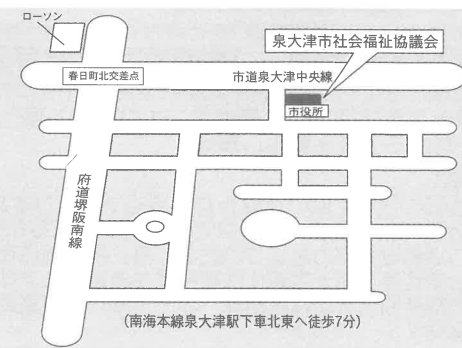 ローソン
泉大津市社会福祉協議会
春日町北交差点
市道泉大津中央線
市役所
府道堺阪南線
(南海本線泉大津駅下車北東へ徒歩7分)